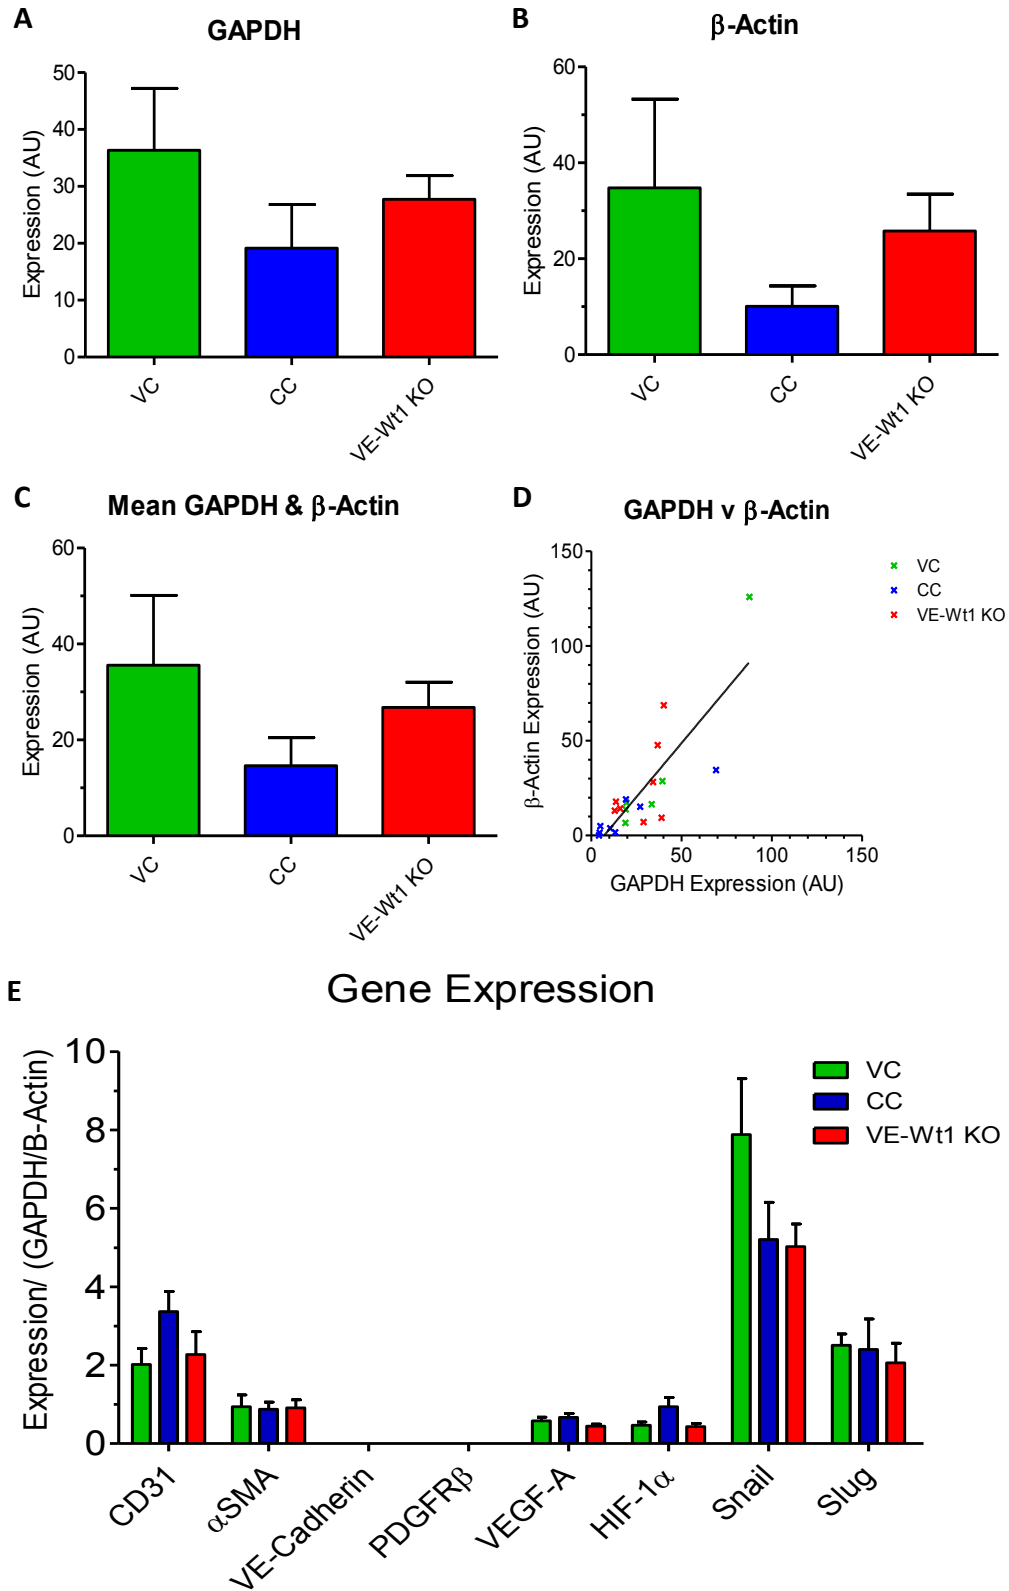 A
GAPDH
Expression (AU)
50
40
30
20
10
0
VC
CC
VE-Wt1 KO
B
β-Actin
Expression (AU)
60
40
20
0
VC
CC
VE-Wt1 KO
C
Mean GAPDH & β-Actin
Expression (AU)
60
40
20
0
VC
CC
VE-Wt1 KO
D
GAPDH v β-Actin
β-Actin Expression (AU)
150
100
50
0
0 50 100 150
GAPDH Expression (AU)
VC
CC
VE-Wt1 KO
E
Gene Expression
Expression/ (GAPDH/B-Actin)
10
8
6
4
2
0
CD31
αSMA
VE-Cadherin
PDGFRβ
VEGF-A
HIF-1α
Snail
Slug
VC
CC
VE-Wt1 KO